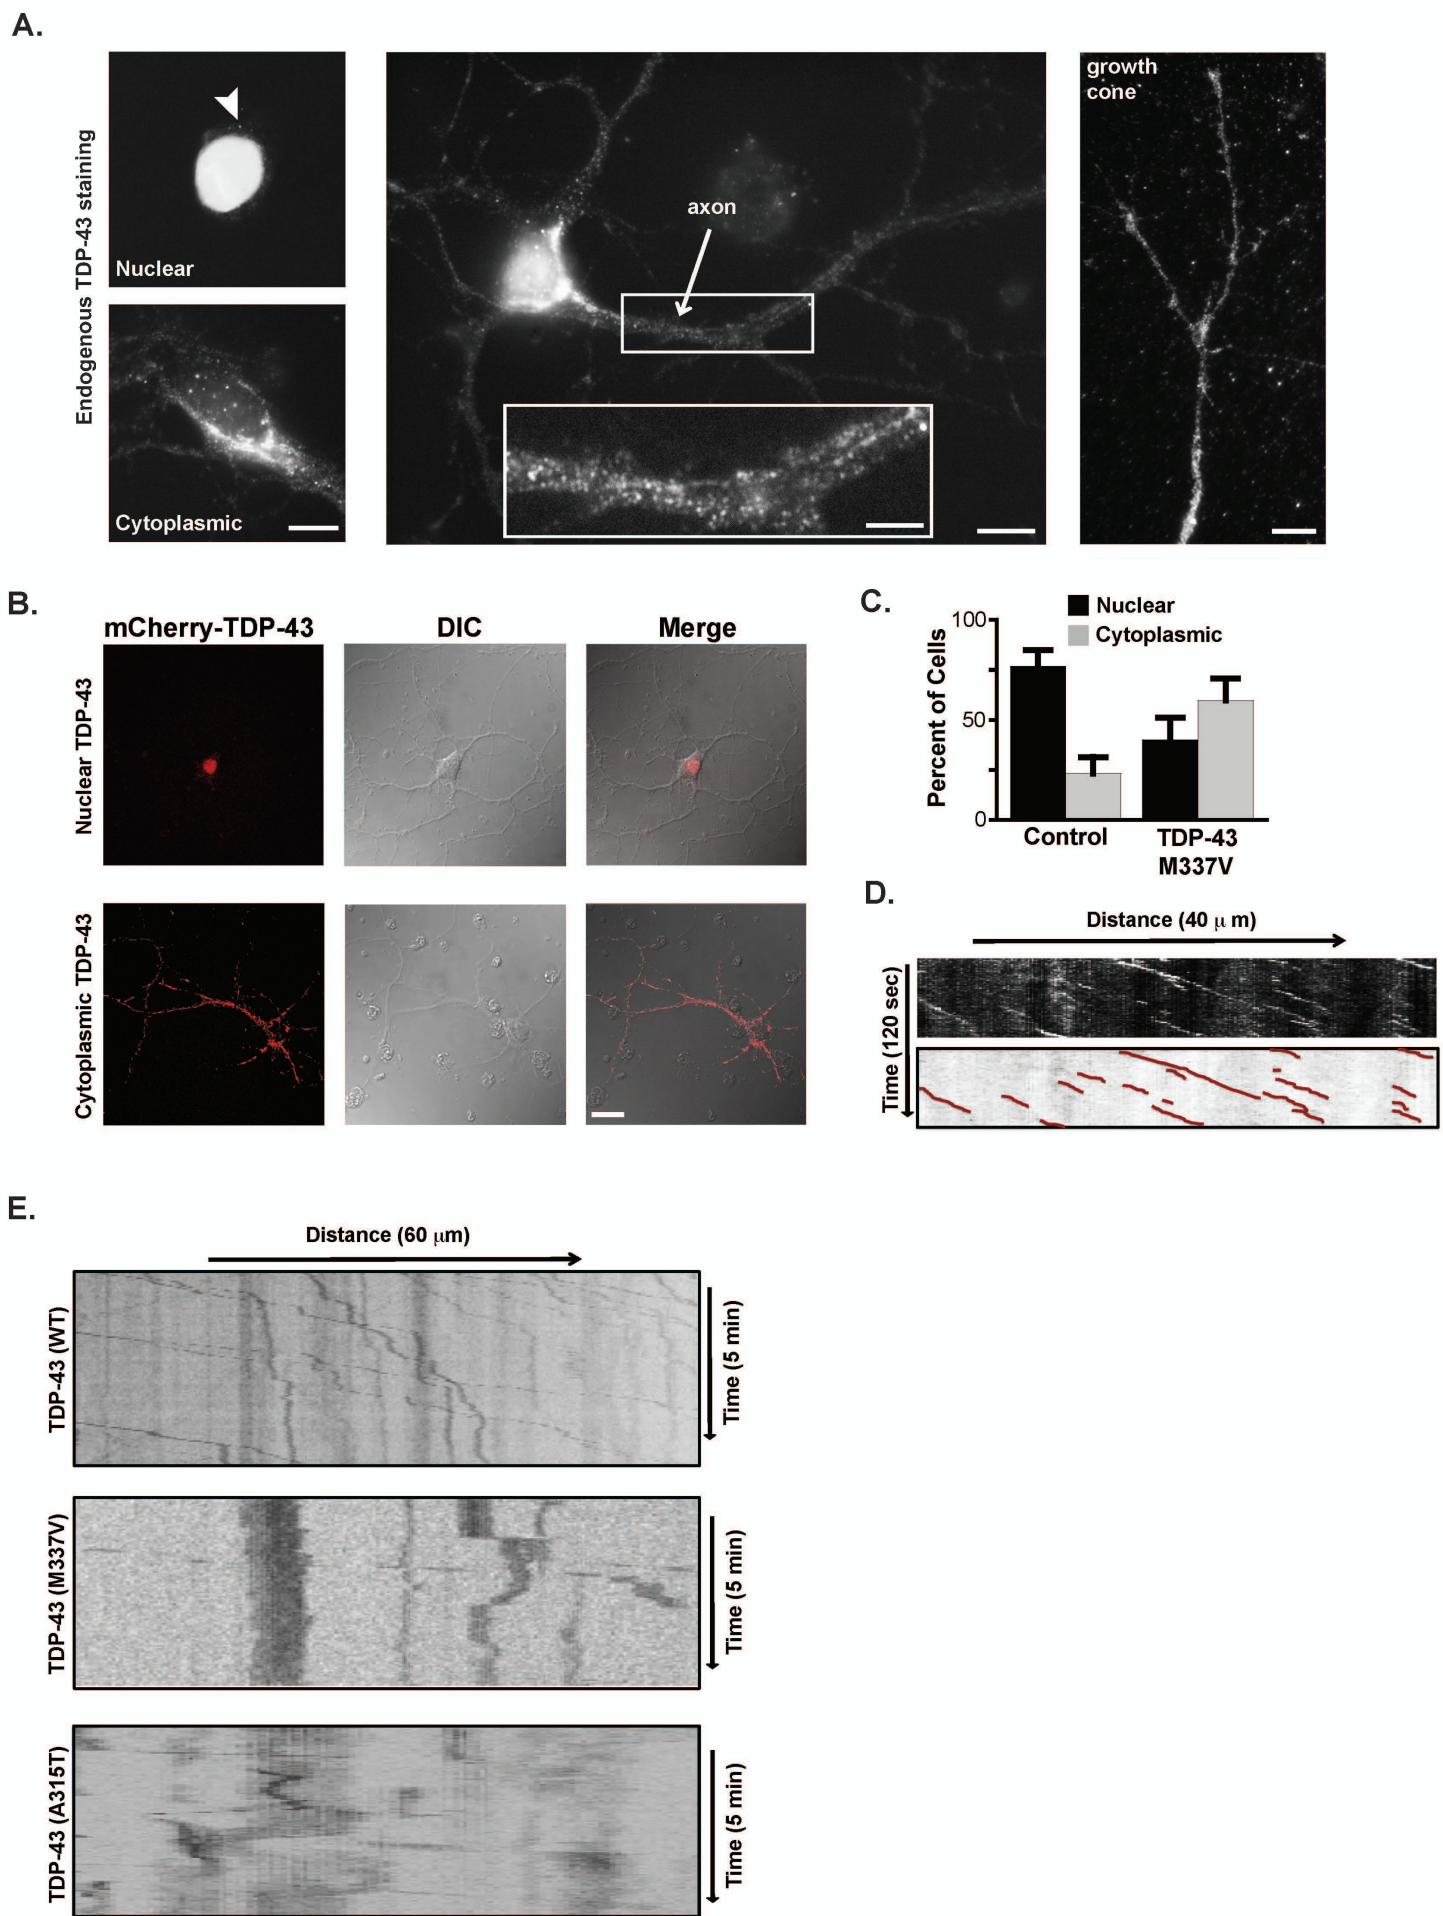 A.
Endogenous TDP-43 staining
Nuclear
Cytoplasmic
axon
growth
cone
B.
mCherry-TDP-43
DIC
Merge
Nuclear TDP-43
Cytoplasmic TDP-43
C.
Nuclear
Cytoplasmic
Percent of Cells
100
50
0
Control
TDP-43
M337V
D.
Distance (40 μ m)
Time (120 sec)
E.
Distance (60 μm)
TDP-43 (WT)
Time (5 min)
TDP-43 (M337V)
Time (5 min)
TDP-43 (A315T)
Time (5 min)